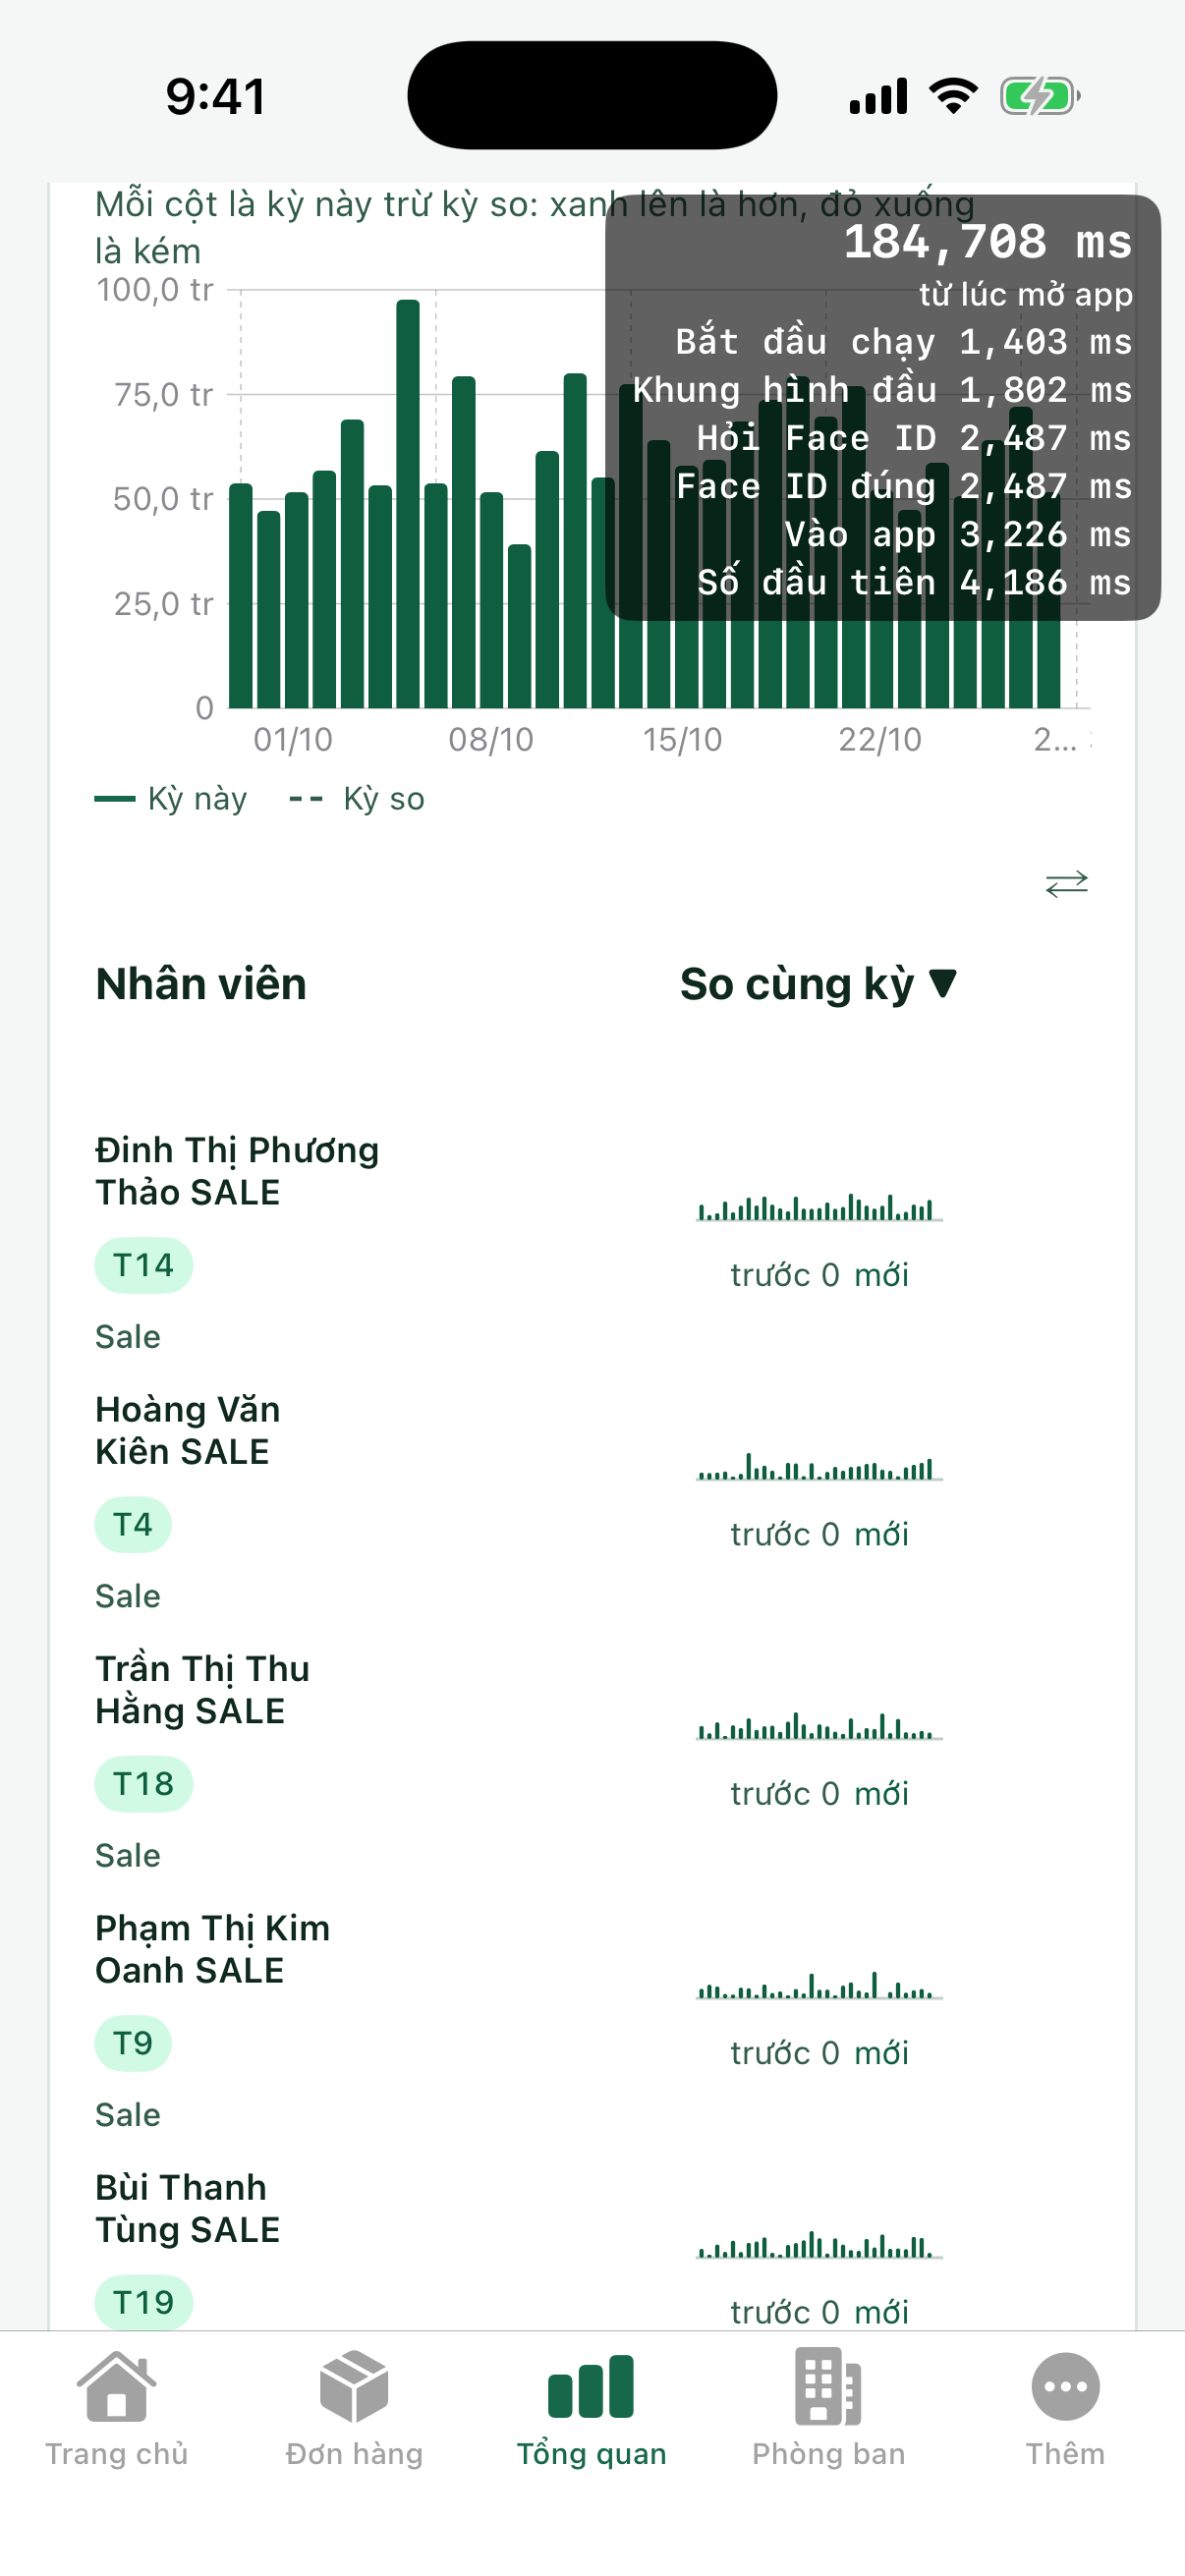 9:41
Mỗi cột là kỳ này trừ kỳ so: xanh lên là hơn, đỏ xuống
là kém
184,708 ms
từ lúc mở app
Bắt đầu chạy 1,403 ms
Khung hình đầu 1,802 ms
Hỏi Face ID 2,487 ms
Face ID đúng 2,487 ms
Vào app 3,226 ms
Số đầu tiên 4,186 ms
100,0 tr
75,0 tr
50,0 tr
25,0 tr
0
01/10 08/10 15/10 22/10 2...
Kỳ này Kỳ so
Nhân viên So cùng kỳ ▼
Đinh Thị Phương
Thảo SALE
T14
trước 0 mới
Sale
Hoàng Văn
Kiên SALE
T4
trước 0 mới
Sale
Trần Thị Thu
Hằng SALE
T18
trước 0 mới
Sale
Phạm Thị Kim
Oanh SALE
T9
trước 0 mới
Sale
Bùi Thanh
Tùng SALE
T19
trước 0 mới
Trang chủ Đơn hàng Tổng quan Phòng ban Thêm